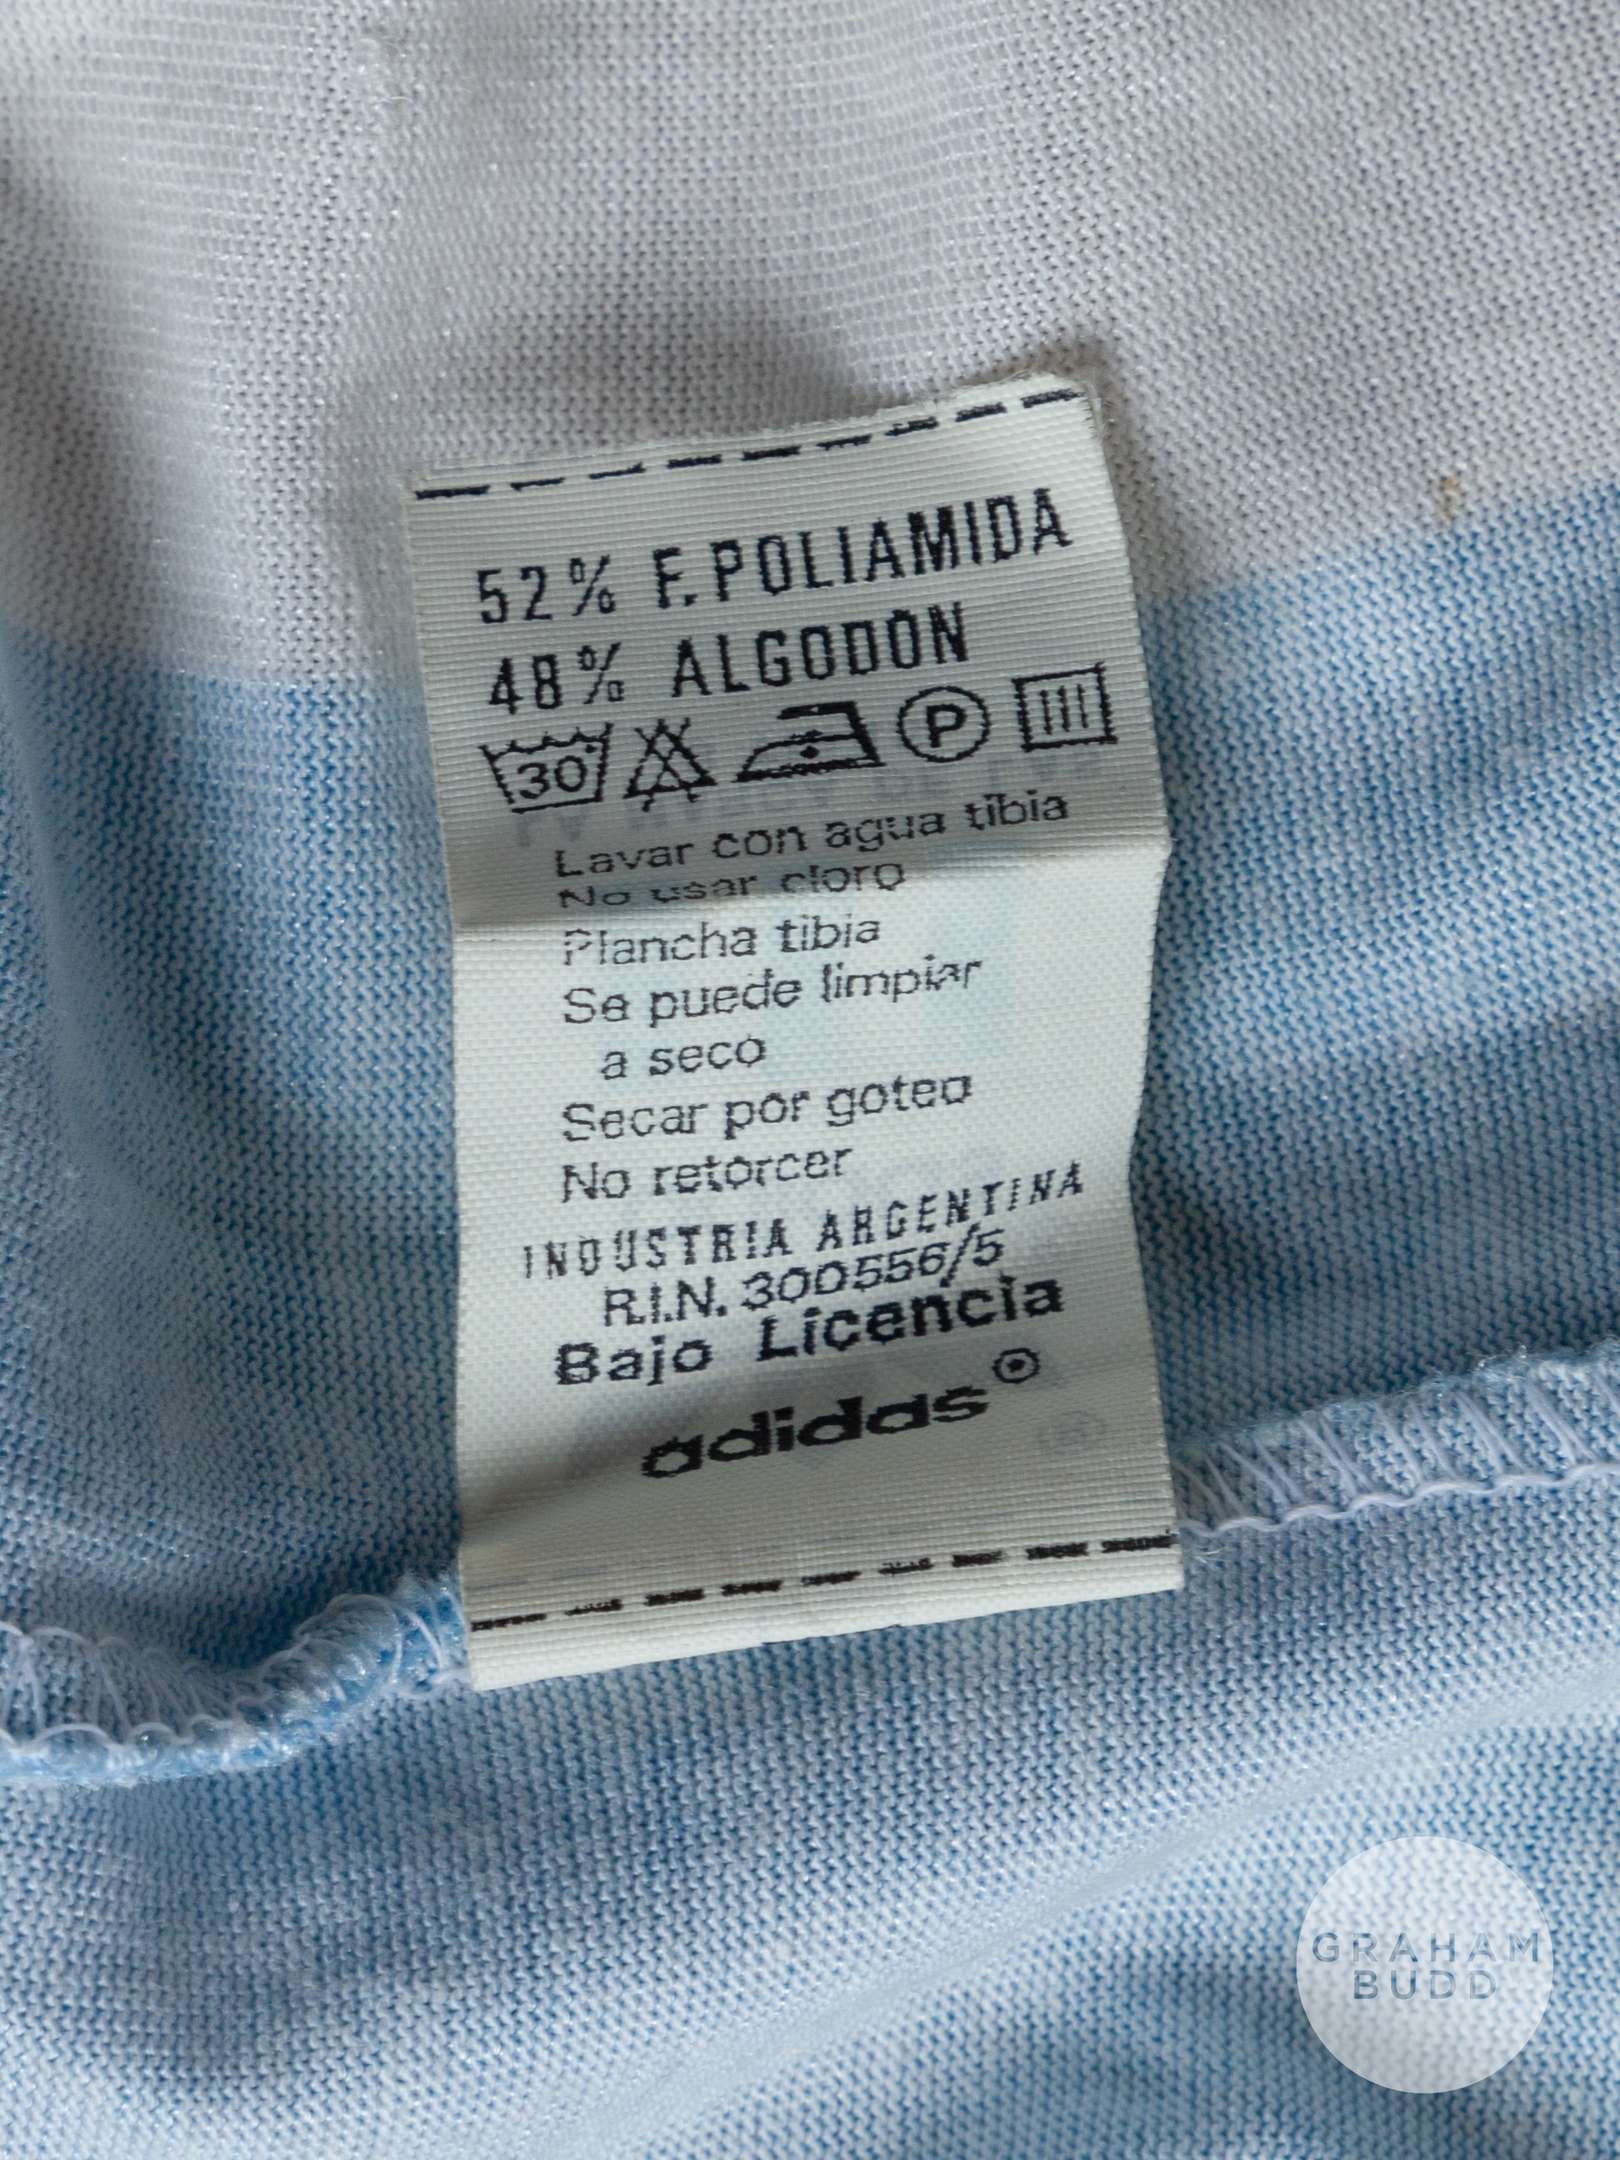 52% F. POLIAMIDA
48% ALGODON
30° P
Lavar con agua tibia
No usar cloro
Plancha tibia
Se puede limpiar
a seco
Secar por goteo
No retorcer
INDUSTRIA ARGENTINA
R.I.N. 300556/5
Bajo Licencia
adidas
GRAHAM
BUDD